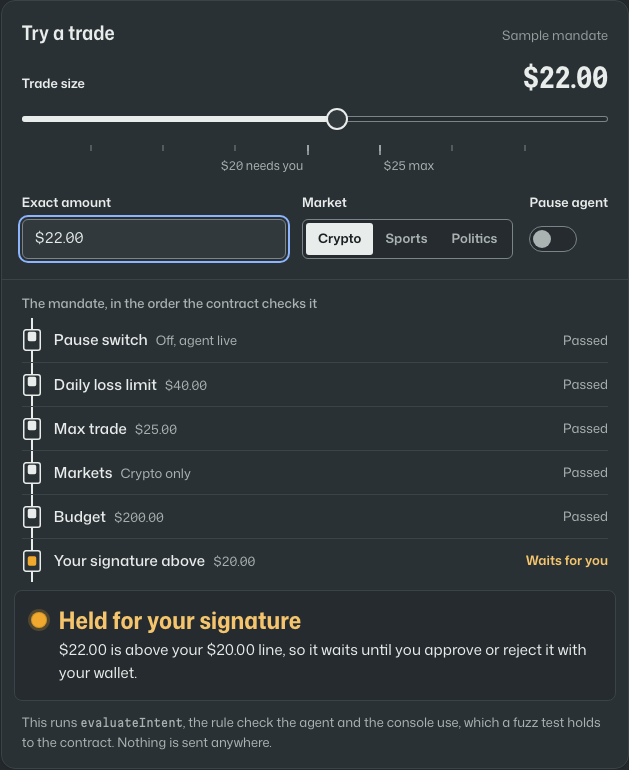 Try a trade
Sample mandate
Trade size
$22.00
$20 needs you
$25 max
Exact amount
Market
Pause agent
$22.00
Crypto
Sports
Politics
The mandate, in the order the contract checks it
Pause switch Off, agent live Passed
Daily loss limit $40.00 Passed
Max trade $25.00 Passed
Markets Crypto only Passed
Budget $200.00 Passed
Your signature above $20.00 Waits for you
Held for your signature
$22.00 is above your $20.00 line, so it waits until you approve or reject it with
your wallet.
This runs evaluateIntent, the rule check the agent and the console use, which a fuzz test holds
to the contract. Nothing is sent anywhere.